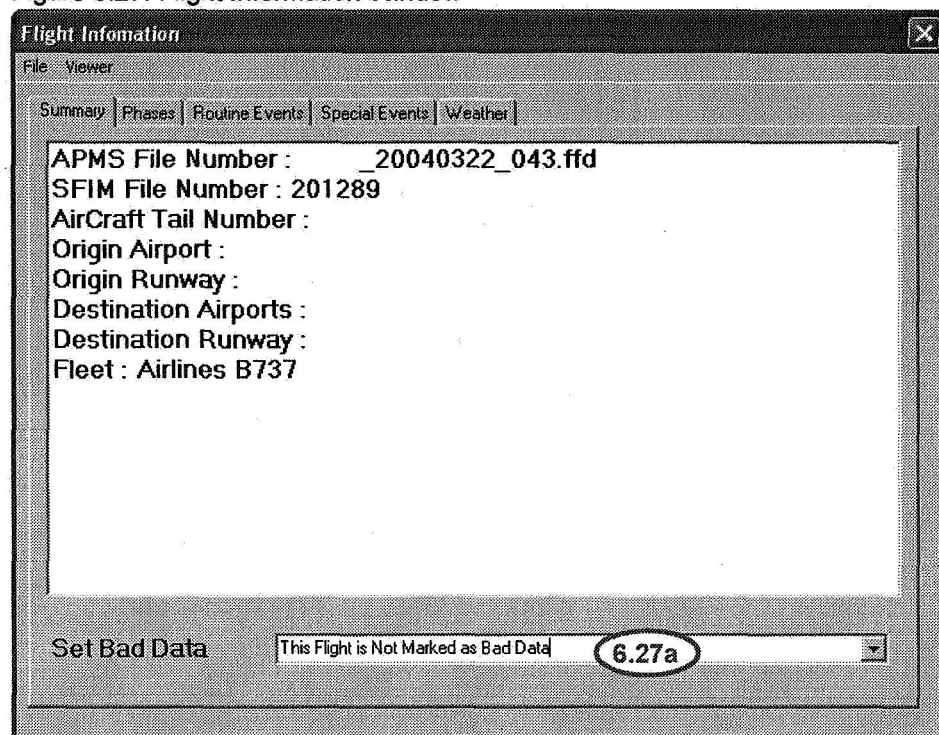 Flight Infomation
File Viewer
Summary Phases Routine Events Special Events Weather
APMS File Number : _20040322_043.ffd
SFIM File Number : 201289
AirCraft Tail Number :
Origin Airport :
Origin Runway :
Destination Airports :
Destination Runway :
Fleet : Airlines B737
Set Bad Data This Flight is Not Marked as Bad Data 6.27a